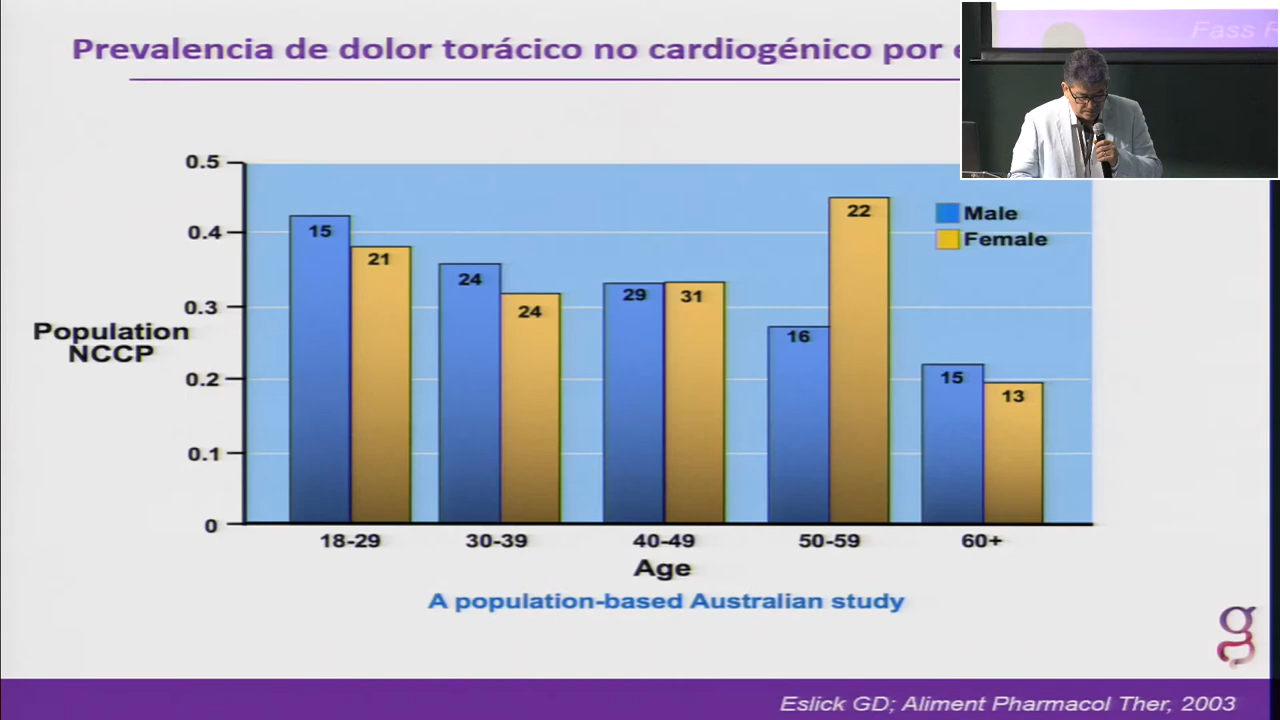 Prevalencia de dolor torácico no cardiogénico por
Fass
0.5
0.4
0.3
0.2
0.1
0
Population
NCCP
15
21
24
24
29
31
16
22
15
13
Male
Female
18-29
30-39
40-49
50-59
60+
Age
A population-based Australian study
g
Eslick GD; Aliment Pharmacol Ther, 2003